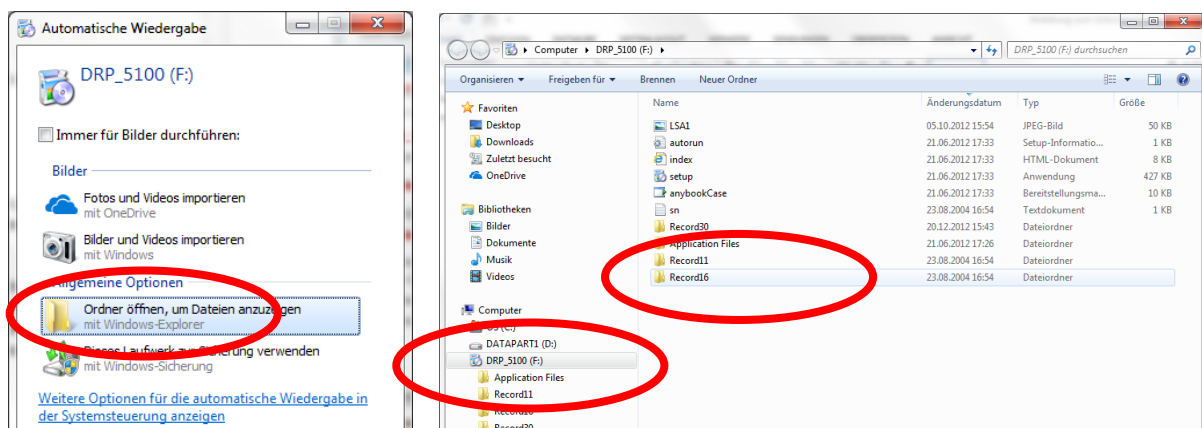 Automatische Wiedergabe
DRP_5100 (F:)
Immer für Bilder durchführen:
Bilder
Fotos und Videos importieren
mit OneDrive
Bilder und Videos importieren
mit Windows
Allgemeine Optionen
Ordner öffnen, um Dateien anzuzeigen
mit Windows-Explorer
Dieses Laufwerk zur Sicherung verwenden
mit Windows-Sicherung
Weitere Optionen für die automatische Wiedergabe in
der Systemsteuerung anzeigen
Computer DRP_5100 (F:)
DRP_5100 (F:) durchsuchen
Organisieren Freigeben für Brennen Neuer Ordner
Favoriten
Desktop
Downloads
Zuletzt besucht
OneDrive
Bibliotheken
Bilder
Dokumente
Musik
Videos
Computer
OS (C:)
DATAPART1 (D:)
DRP_5100 (F:)
Application Files
Record11
Record16
Record30
Name Änderungsdatum Typ Größe
LSA1 05.10.2012 15:54 JPEG-Bild 50 KB
autorun 21.06.2012 17:33 Setup-Informatio... 1 KB
index 21.06.2012 17:33 HTML-Dokument 8 KB
setup 21.06.2012 17:33 Anwendung 427 KB
anybookCase 21.06.2012 17:33 Bereitstellungsma... 10 KB
sn 23.08.2004 16:54 Textdokument 1 KB
Record30 20.12.2012 15:43 Dateiordner
Application Files 21.06.2012 17:26 Dateiordner
Record11 23.08.2004 16:54 Dateiordner
Record16 23.08.2004 16:54 Dateiordner